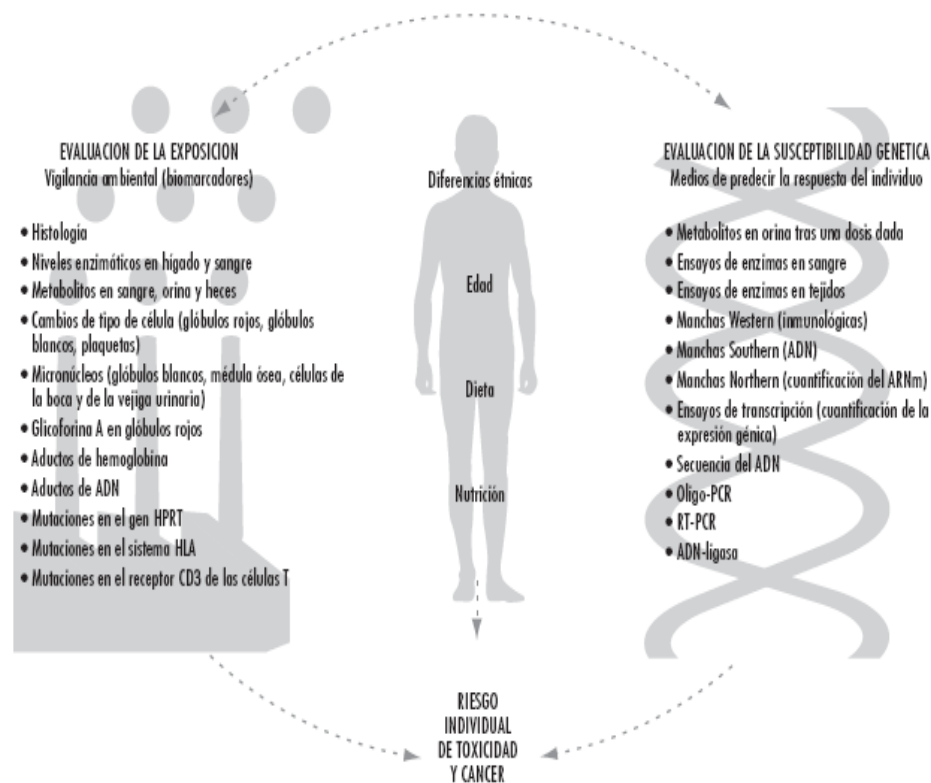 EVALUACION DE LA EXPOSICION
Vigilancia ambiental (biomarcadores)
• Histología
• Niveles enzimáticos en hígado y sangre
• Metabolitos en sangre, orina y heces
• Cambios de tipo de célula (glóbulos rojos, glóbulos
blancos, plaquetas)
• Micronúcleos (glóbulos blancos, médula ósea, células de
la boca y de la vejiga urinaria)
• Glicoforina A en glóbulos rojos
• Aductos de hemoglobina
• Aductos de ADN
• Mutaciones en el gen HPRT
• Mutaciones en el sistema HLA
• Mutaciones en el receptor CD3 de las células T
Diferencias étnicas
Edad
Dieta
Nutrición
EVALUACION DE LA SUSCEPTIBILIDAD GENETICA
Medios de predecir la respuesta del individuo
• Metabolitos en orina tras una dosis dada
• Ensayos de enzimas en sangre
• Ensayos de enzimas en tejidos
• Manchas Western (inmunológicas)
• Manchas Southern (ADN)
• Manchas Northern (cuantificación del ARNm)
• Ensayos de transcripción (cuantificación de la
expresión génica)
• Secuencia del ADN
• Oligo-PCR
• RT-PCR
• ADN-ligasa
RIESGO
INDIVIDUAL
DE TOXICIDAD
Y CANCER